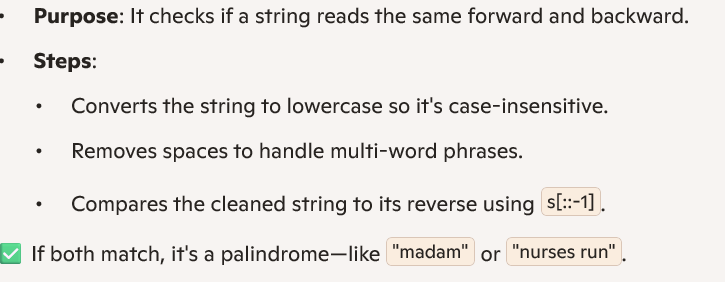 • Purpose: It checks if a string reads the same forward and backward.
• Steps:
• Converts the string to lowercase so it's case-insensitive.
• Removes spaces to handle multi-word phrases.
• Compares the cleaned string to its reverse using s[::-1].
✅ If both match, it's a palindrome—like "madam" or "nurses run".